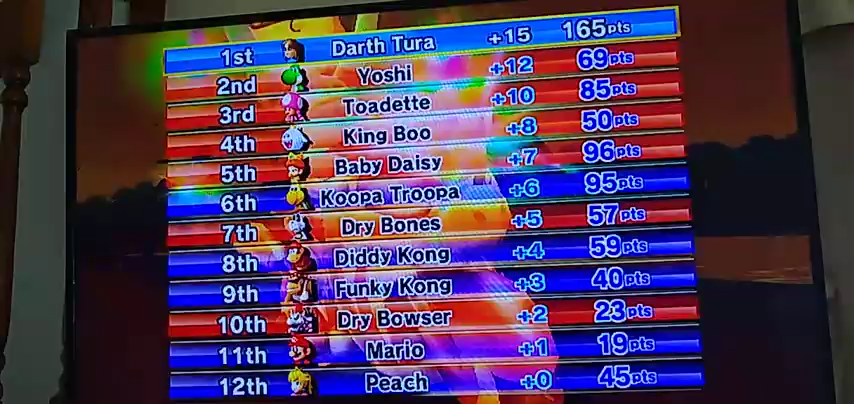 1st Darth Tura +15 165pts
2nd Yoshi +12 69pts
3rd Toadette +10 85pts
4th King Boo +8 50pts
5th Baby Daisy +7 96pts
6th Koopa Troopa +6 95pts
7th Dry Bones +5 57pts
8th Diddy Kong +4 59pts
9th Funky Kong +3 40pts
10th Dry Bowser +2 23pts
11th Mario +1 19pts
12th Peach +0 45pts